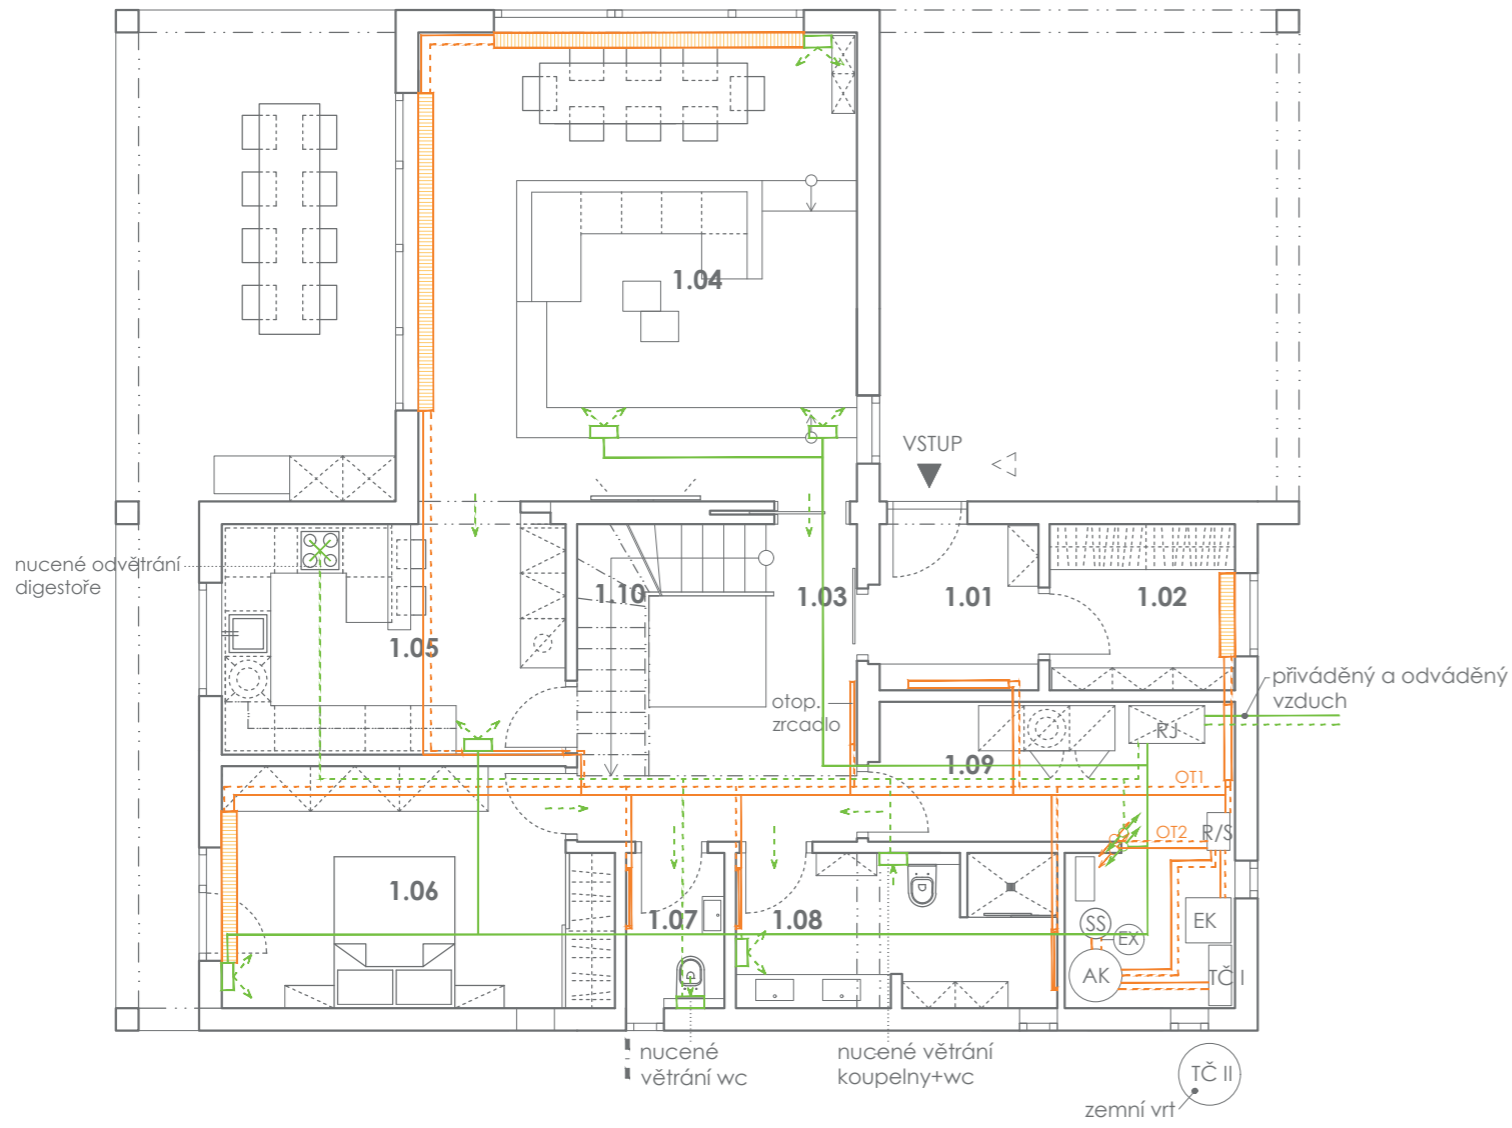 1.04
VSTUP
nucené odvětrání
digestoře
1.10
1.03
1.01
1.02
1.05
přiváděný a odváděný
vzduch
otop.
zrcadlo
RJ
1.09
OT1
OT2
R/S
1.06
1.07
1.08
SS
EX
EK
AK
TČ I
nucené
větrání wc
nucené větrání
koupelny+wc
TČ II
zemní vrt